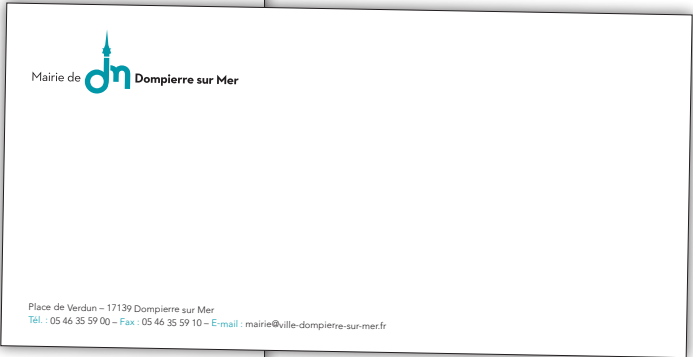 Mairie de dm Dompierre sur Mer
Place de Verdun – 17139 Dompierre sur Mer
Tél. : 05 46 35 59 00 – Fax : 05 46 35 59 10 – E-mail : mairie@ville-dompierre-sur-mer.fr